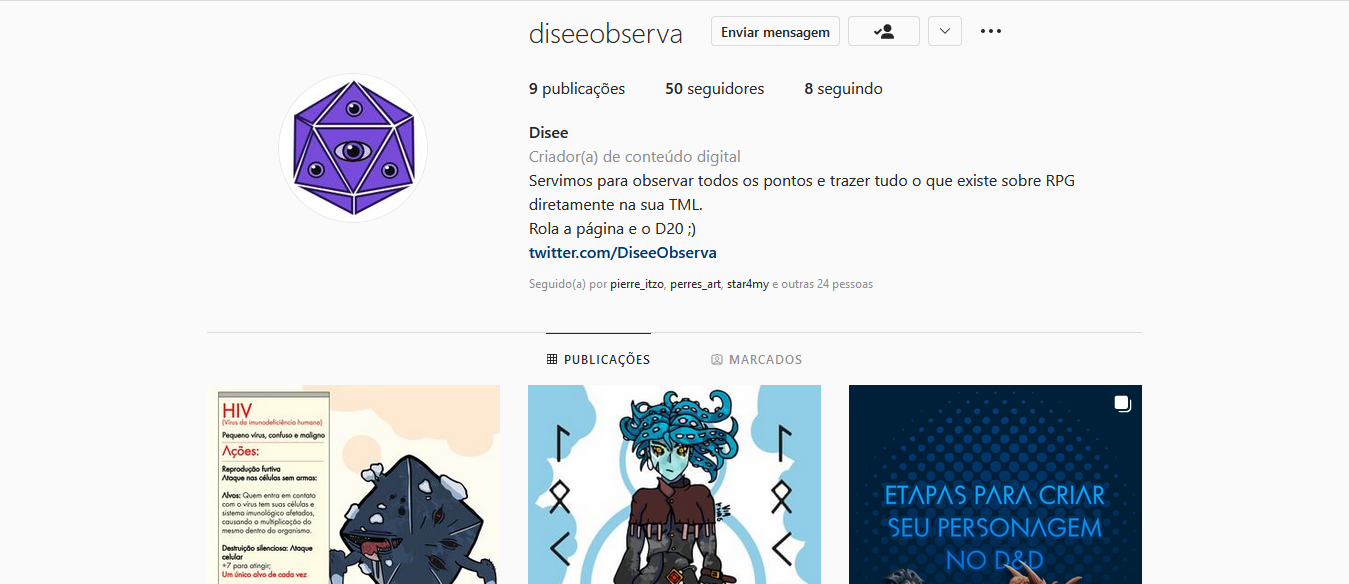 diseeobserva
Enviar mensagem
9 publicações
50 seguidores
8 seguindo
Disee
Criador(a) de conteúdo digital
Servimos para observar todos os pontos e trazer tudo o que existe sobre RPG
diretamente na sua TML.
Rola a página e o D20 ;)
twitter.com/DiseeObserva
Seguido(a) por pierre_itzo, perres_art, star4my e outras 24 pessoas
PUBLICAÇÕES
MARCADOS
HIV
(Vírus da imunodeficiência humana)
Pequeno vírus, confuso e maligno
Ações:
Reprodução furtiva
Ataque nas células sem armas:
Alvos: Quem entra em contato
com o vírus tem suas células e
sistema imunológico afetados,
causando a multiplicação do
mesmo dentro do organismo.
Destruição silenciosa: Ataque
celular
+7 para atingir;
Um único alvo de cada vez
ᛚ
ᛟ
ᚲ
ᛚ
ᛟ
ᚲ
ETAPAS PARA CRIAR
SEU PERSONAGEM
NO D&D